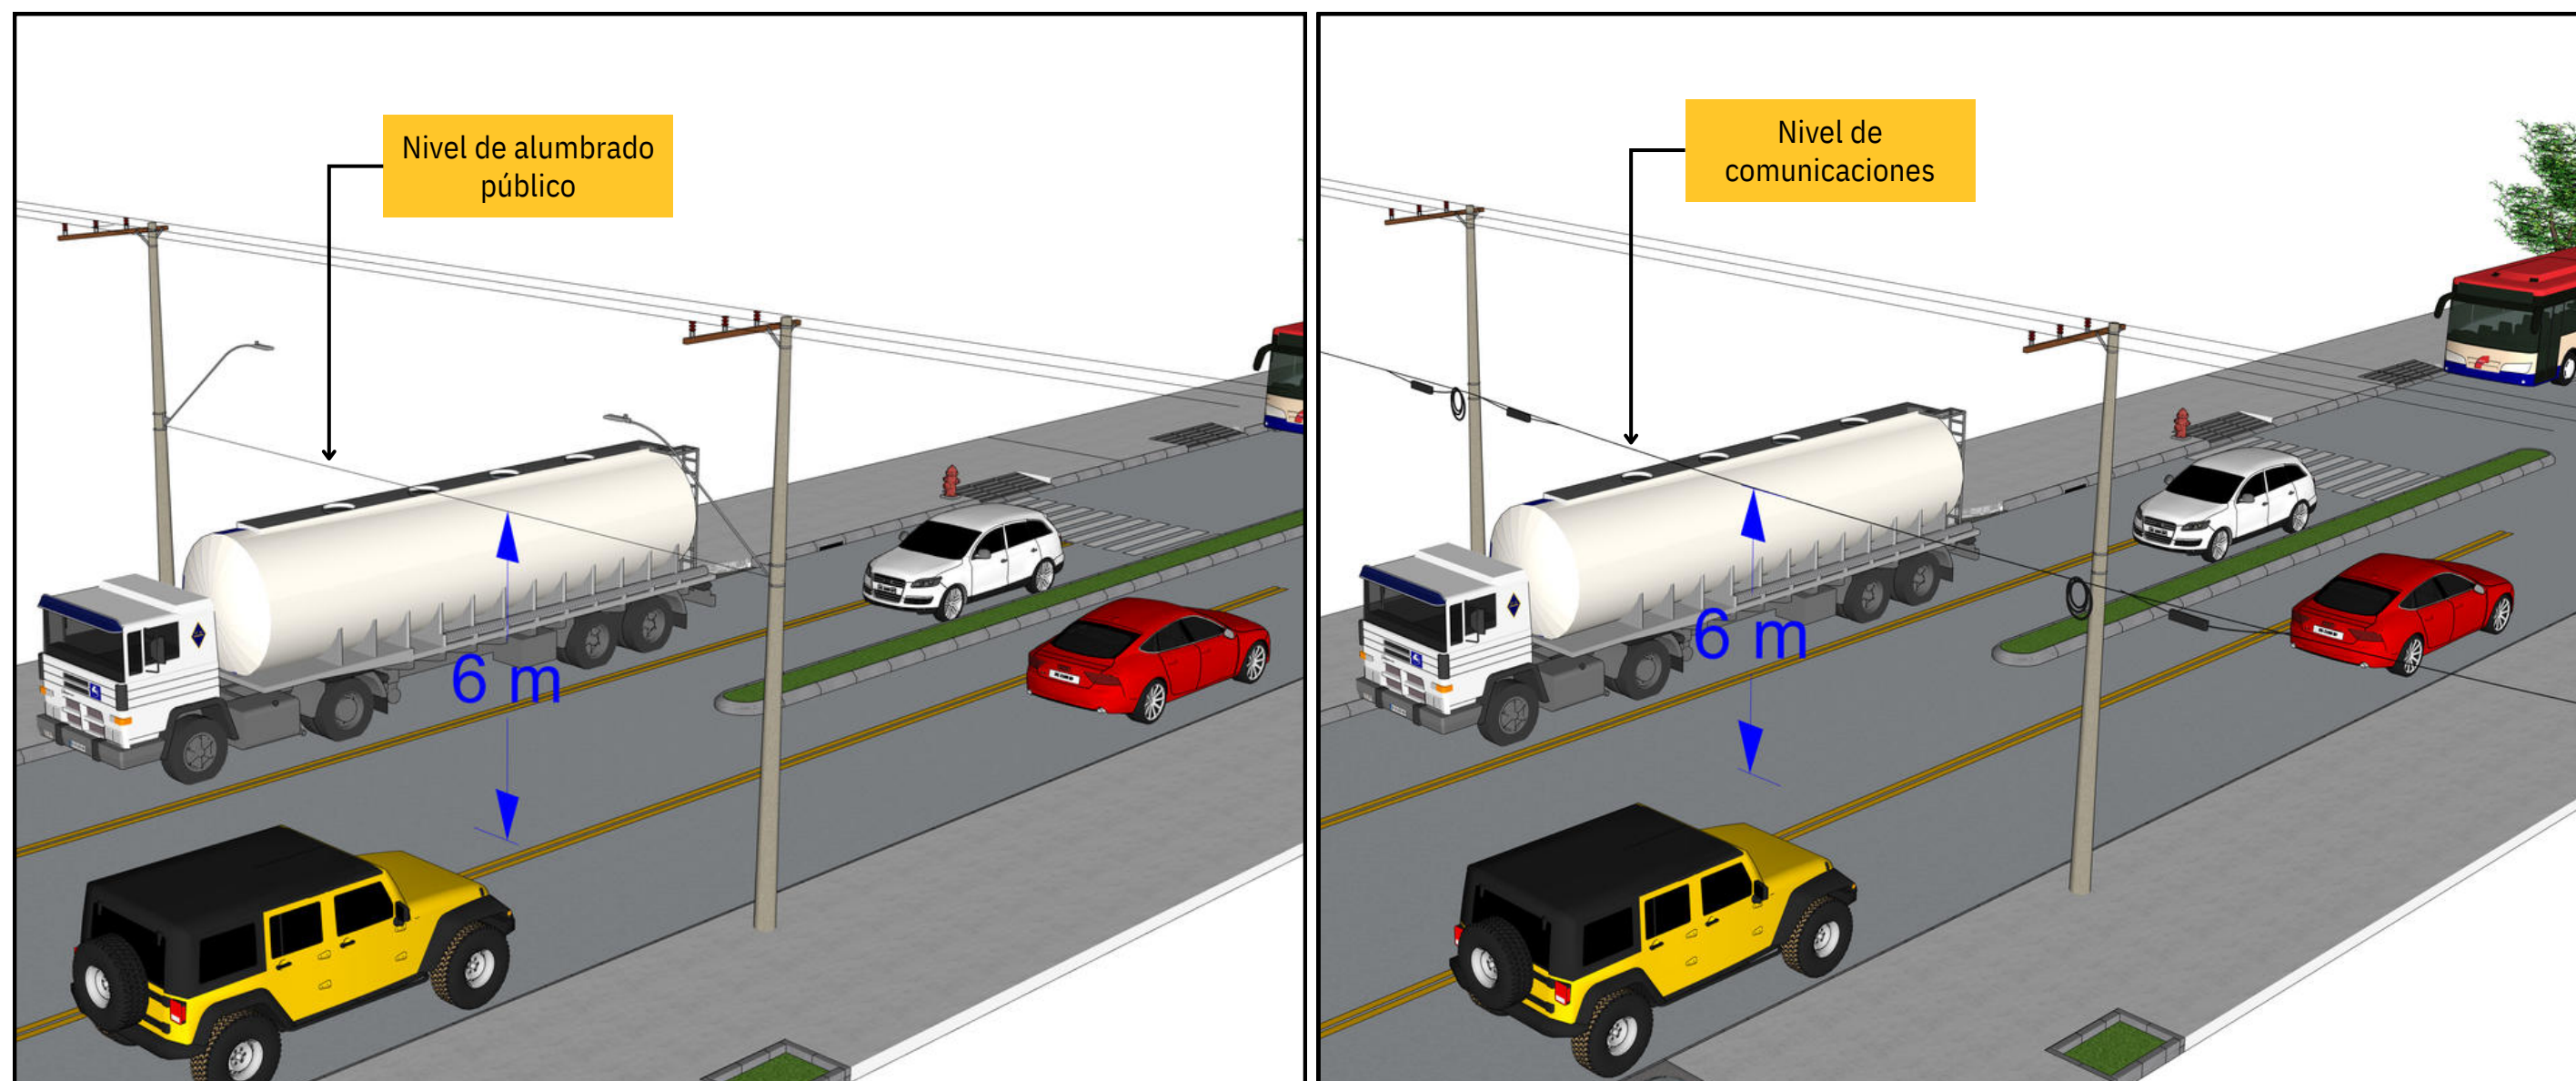 Nivel de alumbrado
público
6 m
Nivel de
comunicaciones
6 m